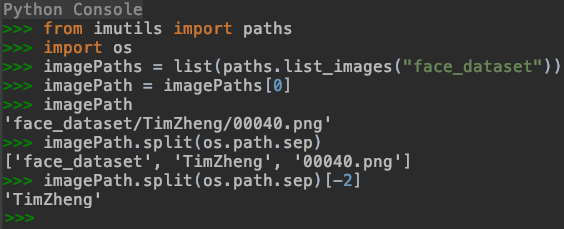 Python Console
>>> from imutils import paths
>>> import os
>>> imagePaths = list(paths.list_images("face_dataset"))
>>> imagePath = imagePaths[0]
>>> imagePath
'face_dataset/TimZheng/00040.png'
>>> imagePath.split(os.path.sep)
['face_dataset', 'TimZheng', '00040.png']
>>> imagePath.split(os.path.sep)[-2]
'TimZheng'
>>>